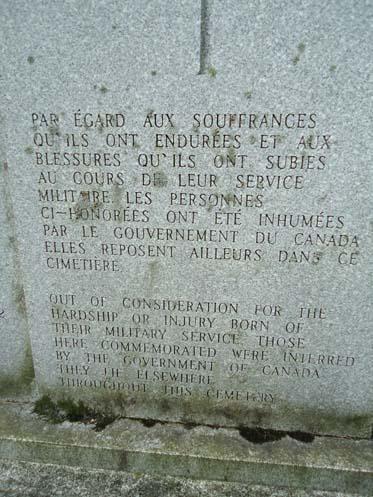 PAR ÉGARD AUX SOUFFRANCES
QU'ILS ONT ENDURÉES ET AUX
BLESSURES QU'ILS ONT SUBIES
AU COURS DE LEUR SERVICE
MILITAIRE LES PERSONNES
CI-HONORÉES ONT ÉTÉ INHUMÉES
PAR LE GOUVERNEMENT DU CANADA
ELLES REPOSENT AILLEURS DANS CE
CIMETIERE
OUT OF CONSIDERATION FOR THE
HARDSHIP OR INJURY BORN OF
THEIR MILITARY SERVICE THOSE
HERE COMMEMORATED WERE INTERRED
BY THE GOVERNMENT OF CANADA
THEY LIE ELSEWHERE
THROUGHOUT THIS CEMETARY